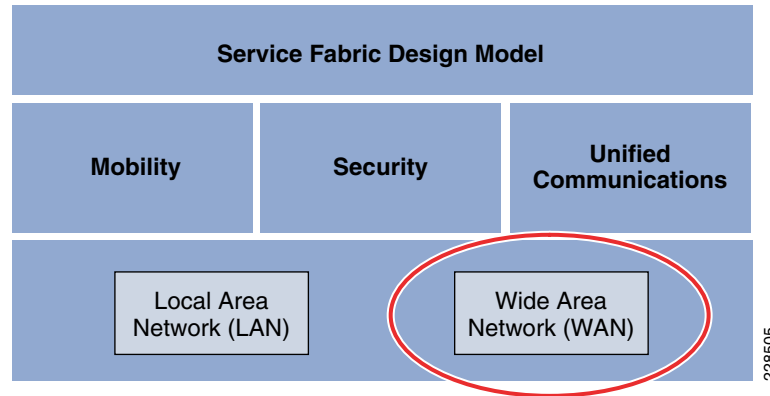 Service Fabric Design Model
Mobility
Security
Unified
Communications
Local Area
Network (LAN)
Wide Area
Network (WAN)